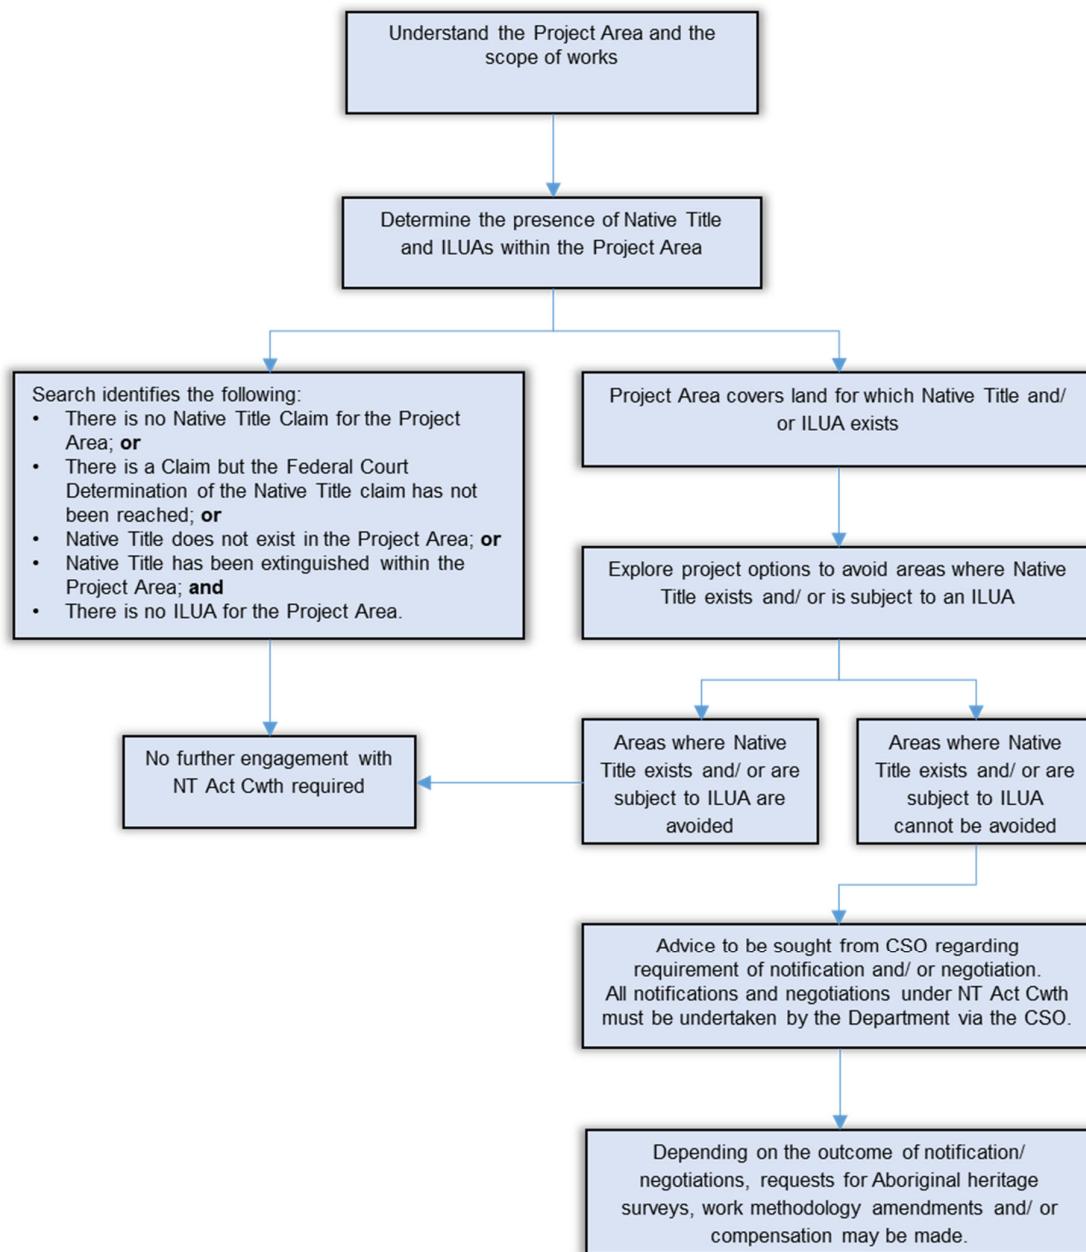 Understand the Project Area and the
scope of works
Determine the presence of Native Title
and ILUAs within the Project Area
Search identifies the following:
• There is no Native Title Claim for the Project
Area; or
• There is a Claim but the Federal Court
Determination of the Native Title claim has not
been reached; or
• Native Title does not exist in the Project Area; or
• Native Title has been extinguished within the
Project Area; and
• There is no ILUA for the Project Area.
Project Area covers land for which Native Title and/
or ILUA exists
Explore project options to avoid areas where Native
Title exists and/ or is subject to an ILUA
No further engagement with
NT Act Cwth required
Areas where Native
Title exists and/ or are
subject to ILUA are
avoided
Areas where Native
Title exists and/ or are
subject to ILUA
cannot be avoided
Advice to be sought from CSO regarding
requirement of notification and/ or negotiation.
All notifications and negotiations under NT Act Cwth
must be undertaken by the Department via the CSO.
Depending on the outcome of notification/
negotiations, requests for Aboriginal heritage
surveys, work methodology amendments and/ or
compensation may be made.